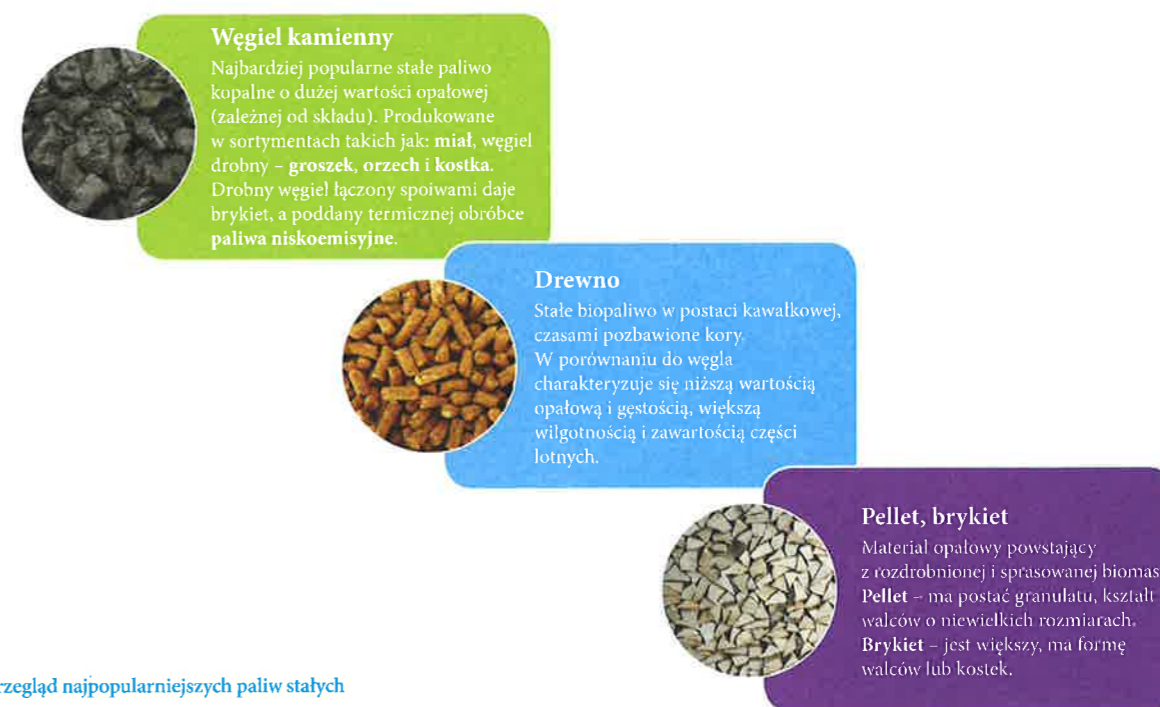 Węgiel kamienny
Najbardziej popularne stałe paliwo
kopalne o dużej wartości opałowej
(zależnej od składu). Produkowane
w sortymentach takich jak: miał, węgiel
drobny – groszek, orzech i kostka.
Drobny węgiel łączony spoiwami daje
brykiet, a poddany termicznej obróbce
paliwa niskoemisyjne.
Drewno
Stałe biopaliwo w postaci kawałkowej,
czasami pozbawione kory.
W porównaniu do węgla
charakteryzuje się niższą wartością
opałową i gęstością, większą
wilgotnością i zawartością części
lotnych.
Pellet, brykiet
Materiał opałowy powstający
z rozdrobnionej i sprasowanej biomas
Pellet – ma postać granulatu, kształt
walców o niewielkich rozmiarach.
Brykiet – jest większy, ma formę
walców lub kostek.
rzegląd najpopularniejszych paliw stałych